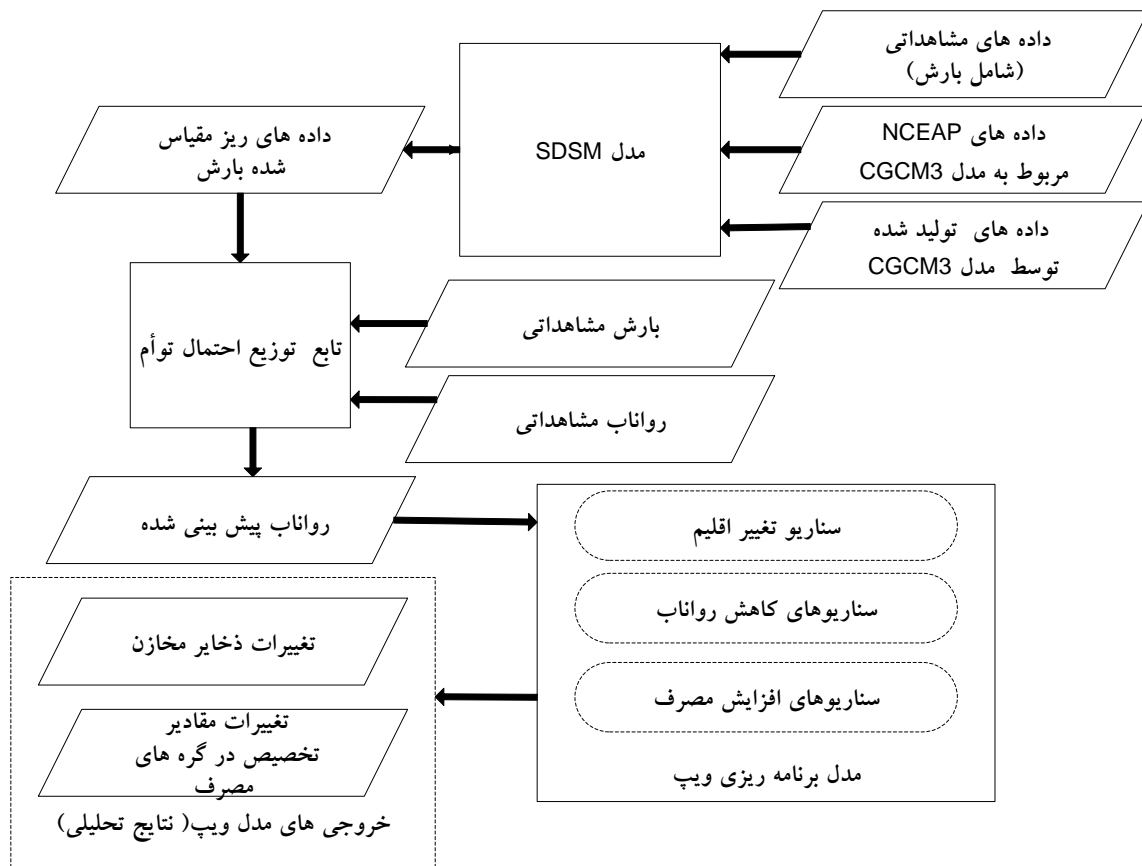 داده های مشاهداتی
(شامل بارش)
داده های NCEAP
مربوط به مدل CGCM3
داده های تولید شده
توسط مدل CGCM3
مدل SDSM
داده های ریز مقیاس
شده بارش
بارش مشاهداتی
تابع توزیع احتمال توأم
رواناب مشاهداتی
رواناب پیش بینی شده
سناریو تغییر اقلیم
سناریوهای کاهش رواناب
سناریوهای افزایش مصرف
مدل برنامه ریزی ویپ
تغییرات ذخایر مخازن
تغییرات مقادیر
تخصیص در گره های
مصرف
خروجی های مدل ویپ( نتایج تحلیلی)